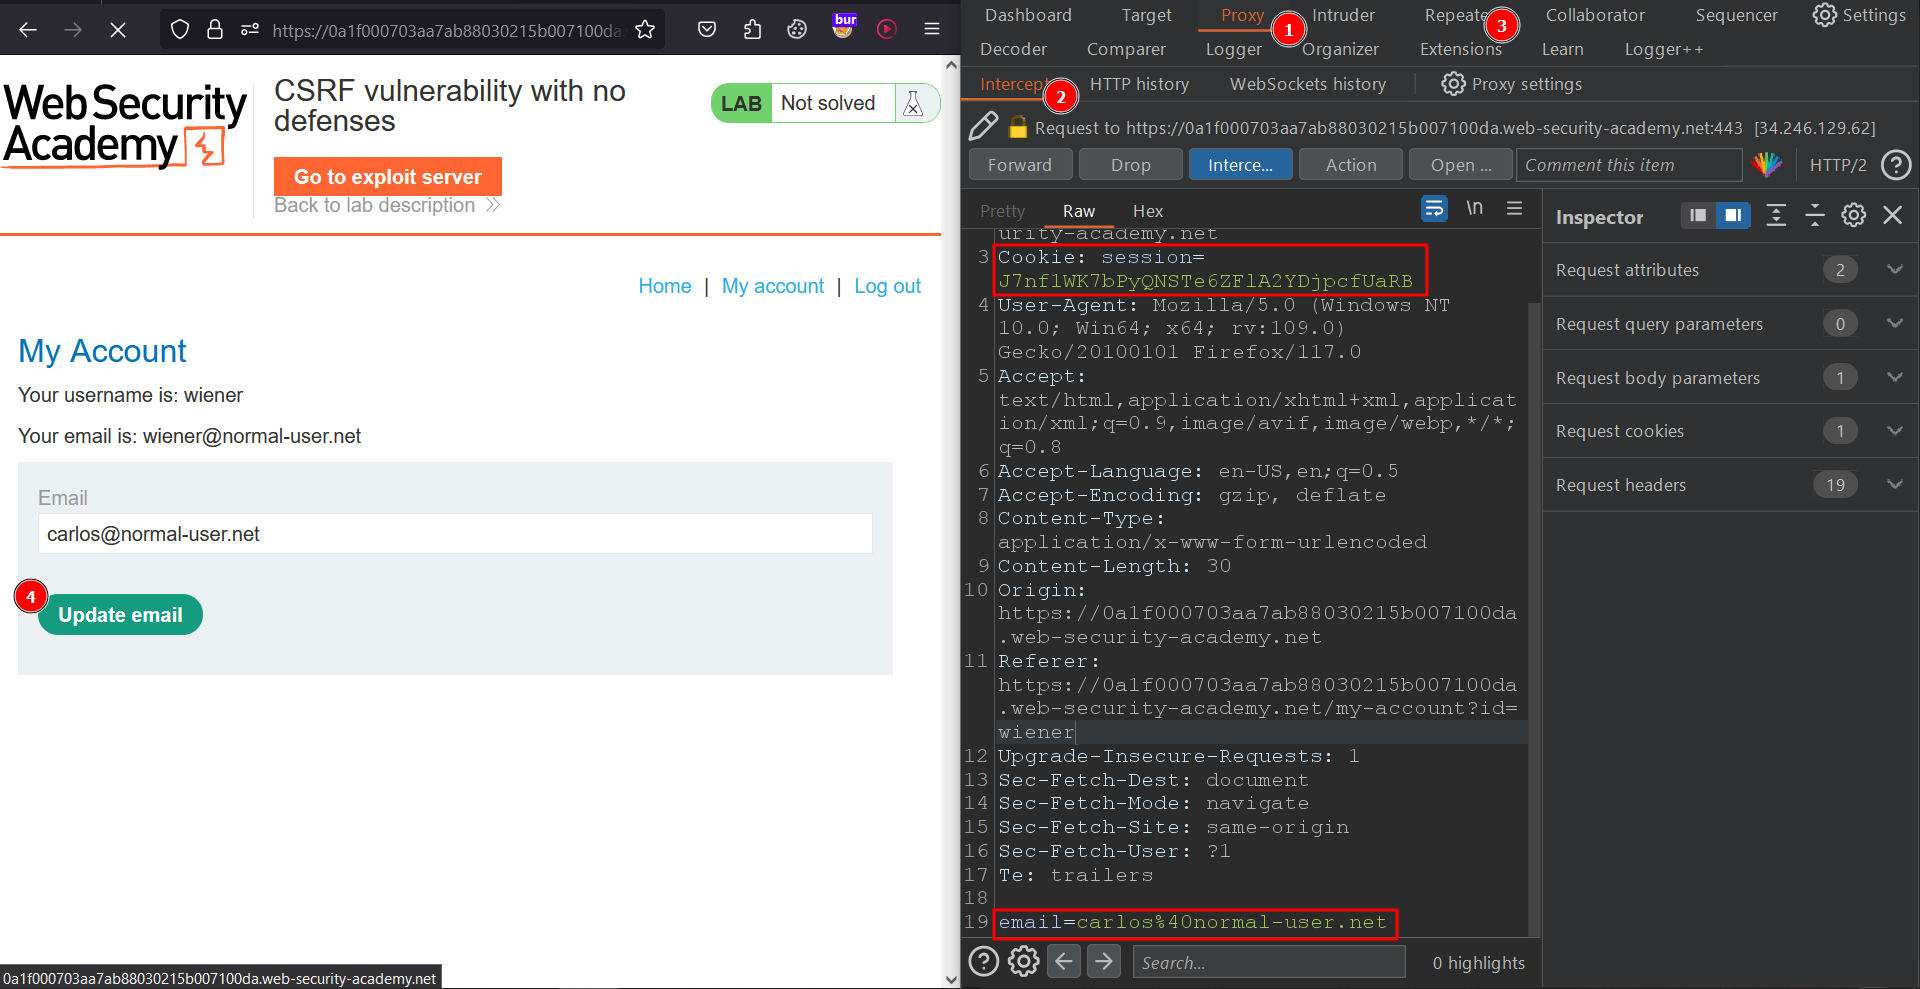 https://0a1f000703aa7ab88030215b007100da.
bur
Web Security
Academy
CSRF vulnerability with no
defenses
LAB Not solved
Go to exploit server
Back to lab description
Home | My account | Log out
My Account
Your username is: wiener
Your email is: wiener@normal-user.net
Email
carlos@normal-user.net
4
Update email
0a1f000703aa7ab88030215b007100da.web-security-academy.net
Dashboard Target Proxy 1 Intruder Repeate 3 Collaborator Sequencer Settings
Decoder Comparer Logger Organizer Extensions Learn Logger++
Intercept 2 HTTP history WebSockets history Proxy settings
Request to https://0a1f000703aa7ab88030215b007100da.web-security-academy.net:443 [34.246.129.62]
Forward Drop Interce... Action Open ... Comment this item HTTP/2 ?
Pretty Raw Hex \n
urity-academy.net
3 Cookie: session=
J7nf1WK7bPyQNSTe6ZFlA2YDjpcfUaRB
4 User-Agent: Mozilla/5.0 (Windows NT
10.0; Win64; x64; rv:109.0)
Gecko/20100101 Firefox/117.0
5 Accept:
text/html,application/xhtml+xml,applicat
ion/xml;q=0.9,image/avif,image/webp,*/*;
q=0.8
6 Accept-Language: en-US,en;q=0.5
7 Accept-Encoding: gzip, deflate
8 Content-Type:
application/x-www-form-urlencoded
9 Content-Length: 30
10 Origin:
https://0a1f000703aa7ab88030215b007100da
.web-security-academy.net
11 Referer:
https://0a1f000703aa7ab88030215b007100da
.web-security-academy.net/my-account?id=
wiener
12 Upgrade-Insecure-Requests: 1
13 Sec-Fetch-Dest: document
14 Sec-Fetch-Mode: navigate
15 Sec-Fetch-Site: same-origin
16 Sec-Fetch-User: ?1
17 Te: trailers
18
19 email=carlos%40normal-user.net
? Search... 0 highlights
Inspector
Request attributes 2
Request query parameters 0
Request body parameters 1
Request cookies 1
Request headers 19